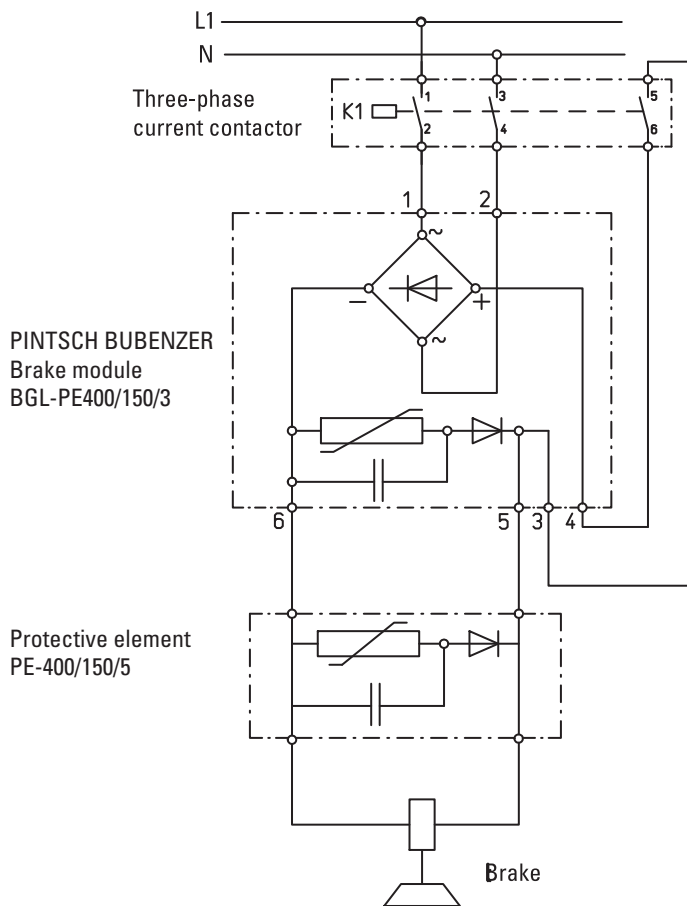 L1
N
Three-phase
current contactor
K1
1
3
5
2
4
6
1
2
~
−
+
~
PINTSCH BUBENZER
Brake module
BGL-PE400/150/3
6
5
3
4
Protective element
PE-400/150/5
Brake